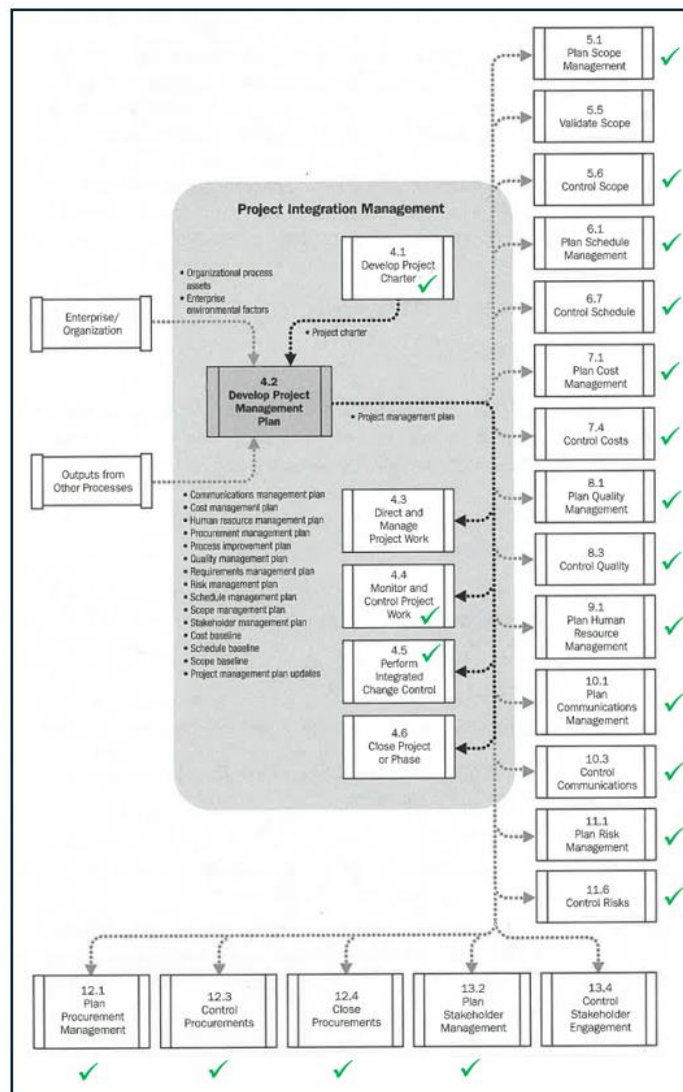 5.1
Plan Scope
Management
5.5
Validate Scope
5.6
Control Scope
Project Integration Management
6.1
Plan Schedule
Management
4.1
Develop Project
Charter
• Organizational process
assets
• Enterprise
environmental factors
Enterprise/
Organization
• Project charter
6.7
Control Schedule
4.2
Develop Project
Management
Plan
• Project management plan
7.1
Plan Cost
Management
7.4
Control Costs
Outputs from
Other Processes
• Communications management plan
• Cost management plan
• Human resource management plan
• Procurement management plan
• Process improvement plan
• Quality management plan
• Requirements management plan
• Risk management plan
• Schedule management plan
• Scope management plan
• Stakeholder management plan
• Cost baseline
• Schedule baseline
• Scope baseline
• Project management plan updates
4.3
Direct and
Manage
Project Work
4.4
Monitor and
Control Project
Work
4.5
Perform
Integrated
Change Control
4.6
Close Project
or Phase
8.1
Plan Quality
Management
8.3
Control Quality
9.1
Plan Human
Resource
Management
10.1
Plan
Communications
Management
10.3
Control
Communications
11.1
Plan Risk
Management
11.6
Control Risks
12.1
Plan
Procurement
Management
12.3
Control
Procurements
12.4
Close
Procurements
13.2
Plan
Stakeholder
Management
13.4
Control
Stakeholder
Engagement